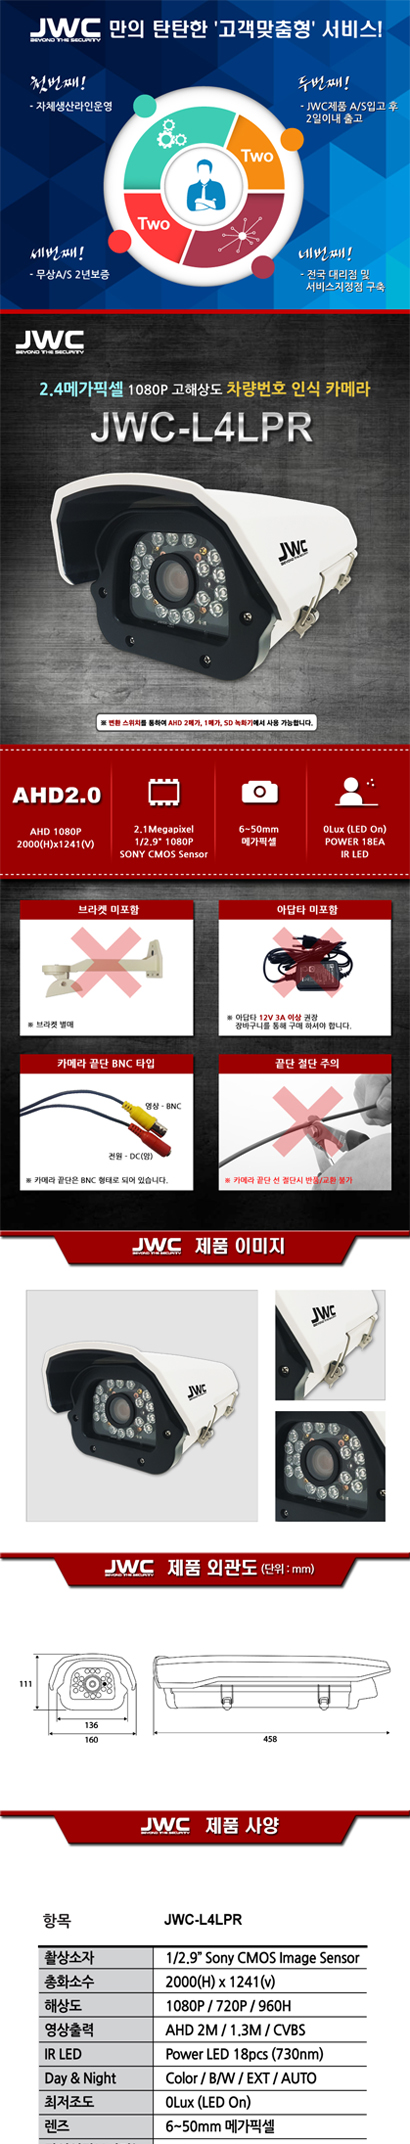 JWC 만의 탄탄한 '고객맞춤형' 서비스!
BEYOND THE SECURITY
첫번째!
- 자체생산라인운영
두번째!
- JWC제품 A/S입고 후
2일이내 출고
Two
Two
세번째!
- 무상A/S 2년보증
네번째!
- 전국 대리점 및
서비스지정점 구축
JWC
BEYOND THE SECURITY
2.4메가픽셀 1080P 고해상도 차량번호 인식 카메라
JWC-L4LPR
JWC
BEYOND THE SECURITY
※ 변환 스위치를 통하여 AHD 2메가, 1메가, SD 녹화기에서 사용 가능합니다.
AHD2.0
AHD 1080P
2000(H)x1241(V)
2.1Megapixel
1/2.9" 1080P
SONY CMOS Sensor
6~50mm
메가픽셀
0Lux (LED On)
POWER 18EA
IR LED
브라켓 미포함
※ 브라켓 별매
아답타 미포함
※ 아답타 12V 3A 이상 권장
장바구니를 통해 구매 하셔야 합니다.
카메라 끝단 BNC 타입
영상 - BNC
전원 - DC(암)
※ 카메라 끝단은 BNC 형태로 되어 있습니다.
끝단 절단 주의
※ 카메라 끝단 선 절단시 반품/교환 불가
JWC 제품 이미지
BEYOND THE SECURITY
JWC
JWC
JWC 제품 외관도 (단위 : mm)
BEYOND THE SECURITY
111
136
160
458
JWC 제품 사양
BEYOND THE SECURITY
항목 JWC-L4LPR
촬상소자 1/2.9” Sony CMOS Image Sensor
총화소수 2000(H) x 1241(v)
해상도 1080P / 720P / 960H
영상출력 AHD 2M / 1.3M / CVBS
IR LED Power LED 18pcs (730nm)
Day & Night Color / B/W / EXT / AUTO
최저조도 0Lux (LED On)
렌즈 6~50mm 메가픽셀